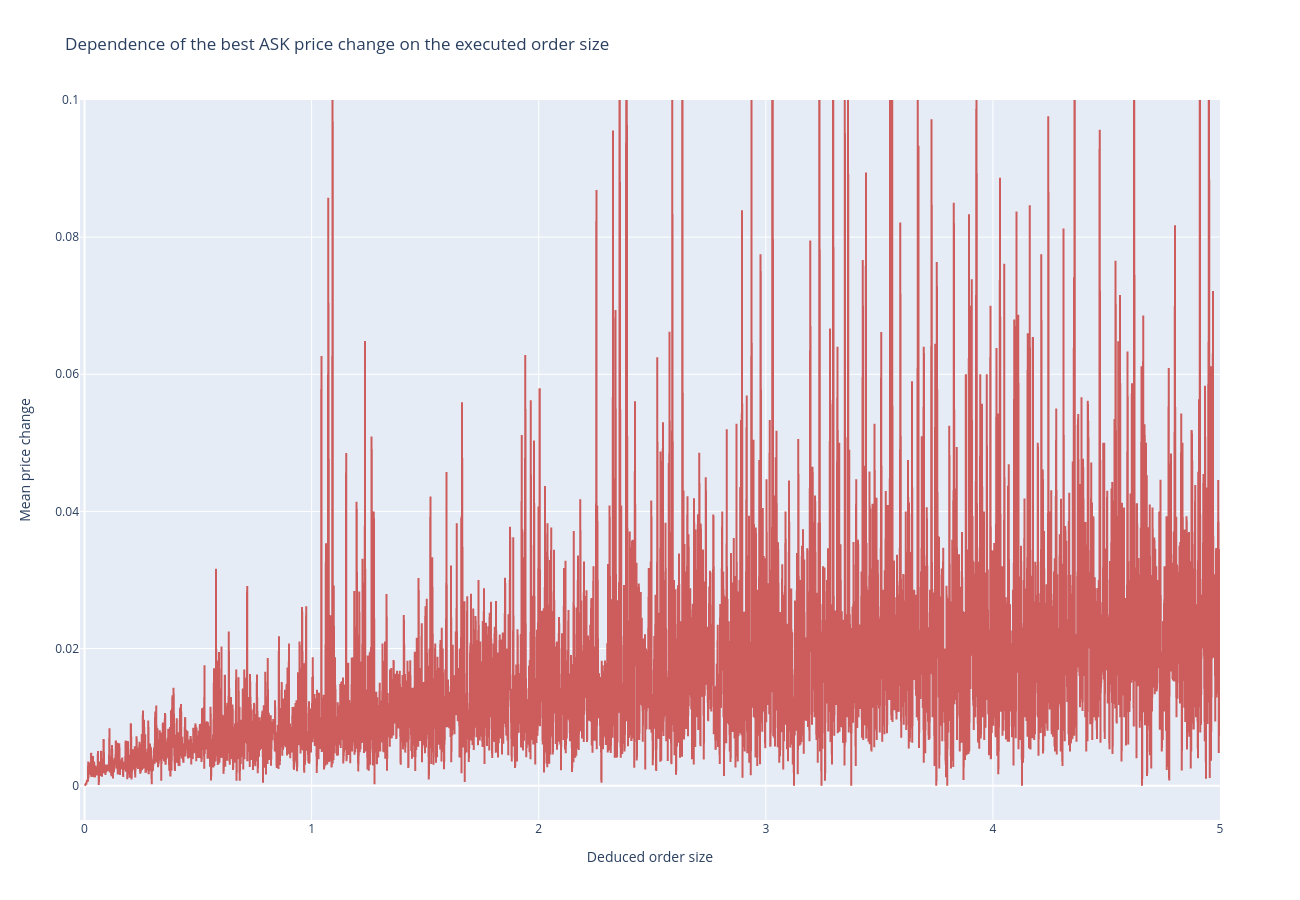 Dependence of the best ASK price change on the executed order size
0.1
0.08
0.06
0.04
0.02
0
Mean price change
0 1 2 3 4 5
Deduced order size